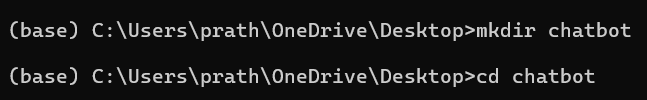 (base) C:\Users\prath\OneDrive\Desktop>mkdir chatbot
(base) C:\Users\prath\OneDrive\Desktop>cd chatbot